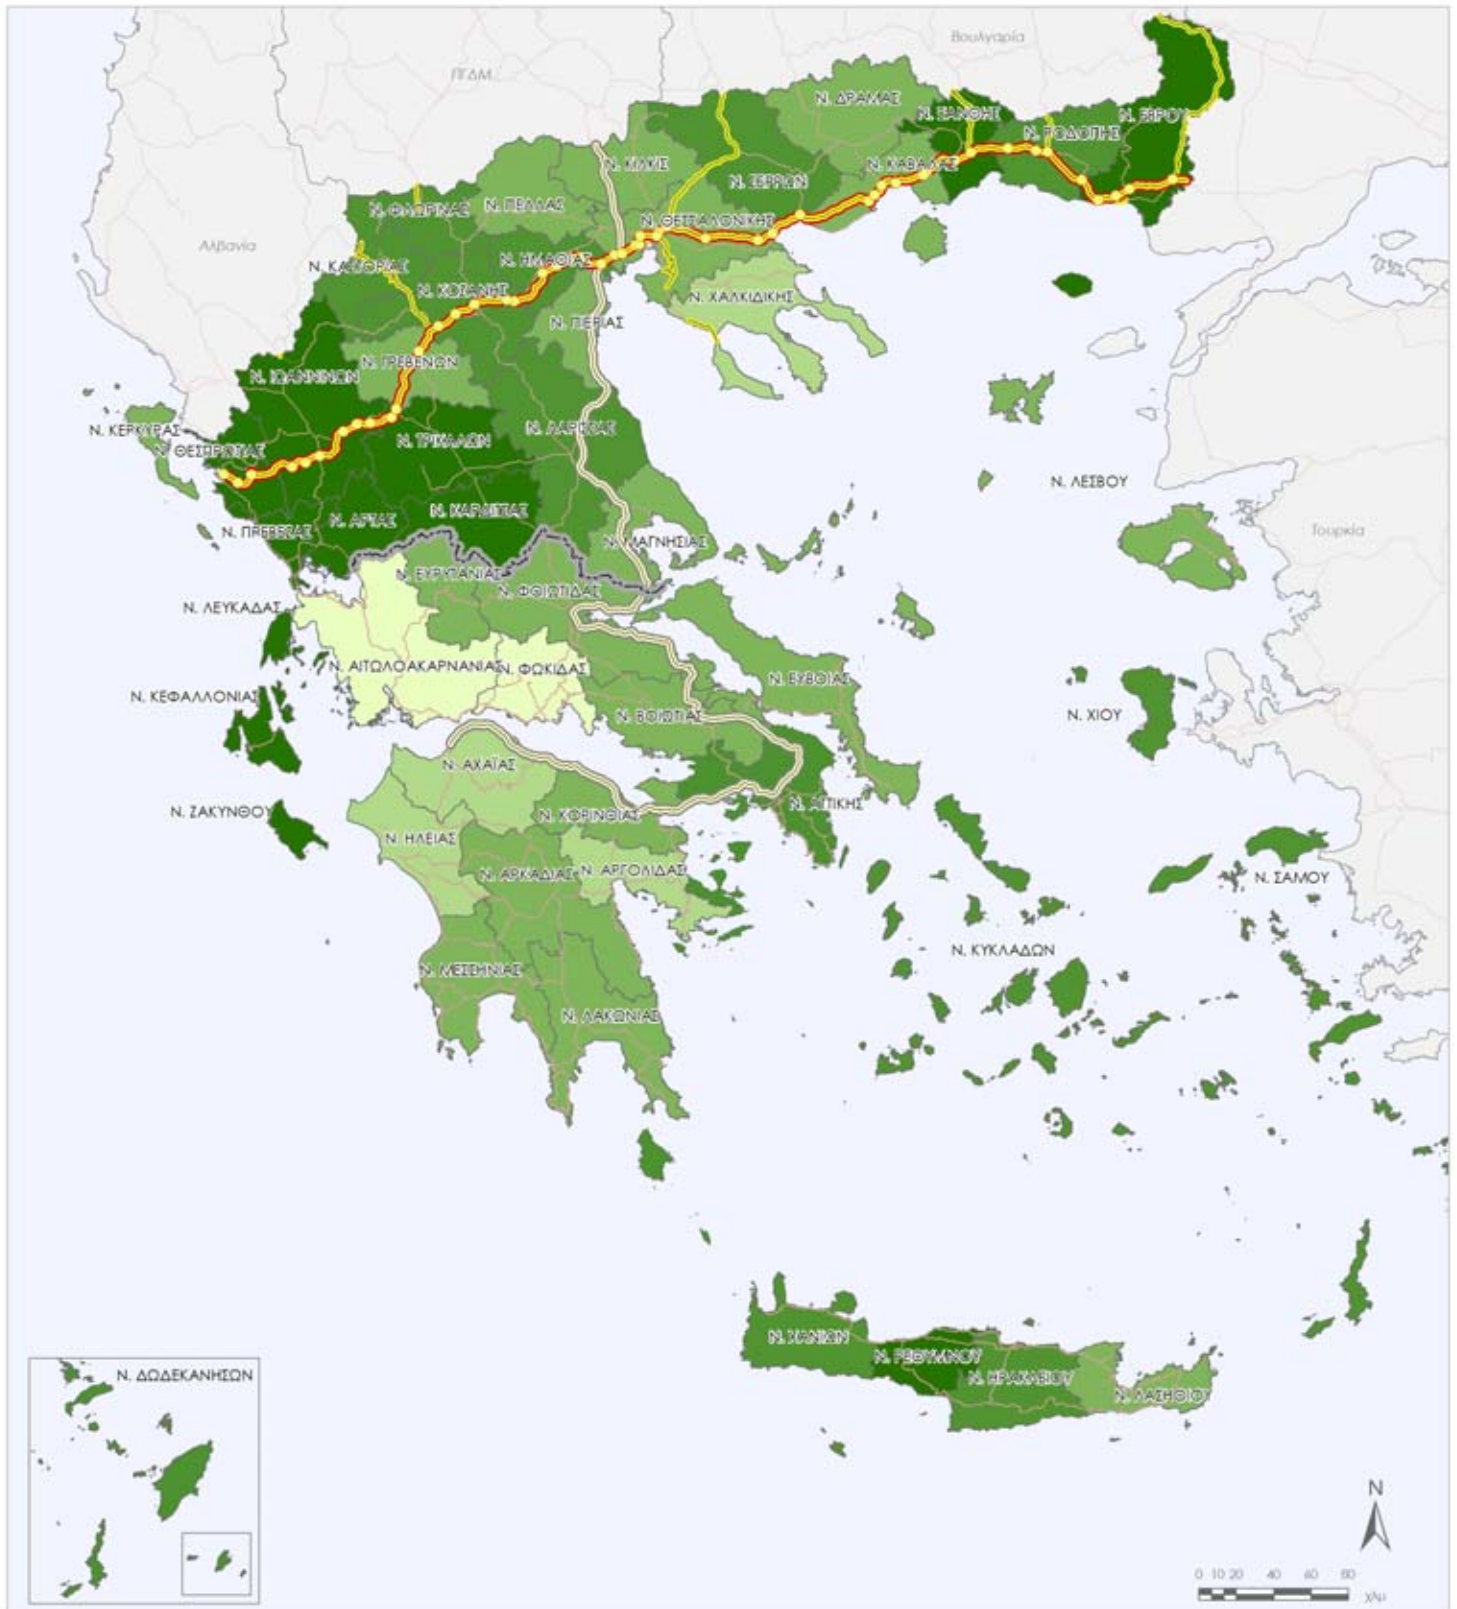 Βουλγαρία
ΠΓΔΜ
Ν. ΔΡΑΜΑΣ
Ν. ΞΑΝΘΗΣ
Ν. ΕΒΡΟΥ
Ν. ΡΟΔΟΠΗΣ
Ν. ΚΙΛΚΙΣ
Ν. ΚΑΒΑΛΑΣ
Ν. ΣΕΡΡΩΝ
Ν. ΦΛΩΡΙΝΑΣ
Ν. ΠΕΛΛΑΣ
Ν. ΘΕΣΣΑΛΟΝΙΚΗΣ
Αλβανία
Ν. ΚΑΣΤΟΡΙΑΣ
Ν. ΗΜΑΘΙΑΣ
Ν. ΚΟΖΑΝΗΣ
Ν. ΧΑΛΚΙΔΙΚΗΣ
Ν. ΠΙΕΡΙΑΣ
Ν. ΓΡΕΒΕΝΩΝ
Ν. ΙΩΑΝΝΙΝΩΝ
Ν. ΚΕΡΚΥΡΑΣ
Ν. ΛΑΡΙΣΑΣ
Ν. ΤΡΙΚΑΛΩΝ
Ν. ΘΕΣΠΡΩΤΙΑΣ
Ν. ΛΕΣΒΟΥ
Ν. ΚΑΡΔΙΤΣΑΣ
Ν. ΑΡΤΑΣ
Ν. ΠΡΕΒΕΖΑΣ
Τουρκία
Ν. ΜΑΓΝΗΣΙΑΣ
Ν. ΕΥΡΥΤΑΝΙΑΣ
Ν. ΦΘΙΩΤΙΔΑΣ
Ν. ΛΕΥΚΑΔΑΣ
Ν. ΑΙΤΩΛΟΑΚΑΡΝΑΝΙΑΣ
Ν. ΦΩΚΙΔΑΣ
Ν. ΕΥΒΟΙΑΣ
Ν. ΚΕΦΑΛΛΟΝΙΑΣ
Ν. ΒΟΙΩΤΙΑΣ
Ν. ΧΙΟΥ
Ν. ΑΧΑΪΑΣ
Ν. ΑΤΤΙΚΗΣ
Ν. ΖΑΚΥΝΘΟΥ
Ν. ΚΟΡΙΝΘΙΑΣ
Ν. ΗΛΕΙΑΣ
Ν. ΑΡΚΑΔΙΑΣ
Ν. ΑΡΓΟΛΙΔΑΣ
Ν. ΣΑΜΟΥ
Ν. ΚΥΚΛΑΔΩΝ
Ν. ΜΕΣΣΗΝΙΑΣ
Ν. ΛΑΚΩΝΙΑΣ
Ν. ΧΑΝΙΩΝ
Ν. ΡΕΘΥΜΝΟΥ
Ν. ΗΡΑΚΛΕΙΟΥ
Ν. ΛΑΣΗΘΙΟΥ
Ν. ΔΩΔΕΚΑΝΗΣΩΝ
N
0 10 20 40 60 80
Χλμ